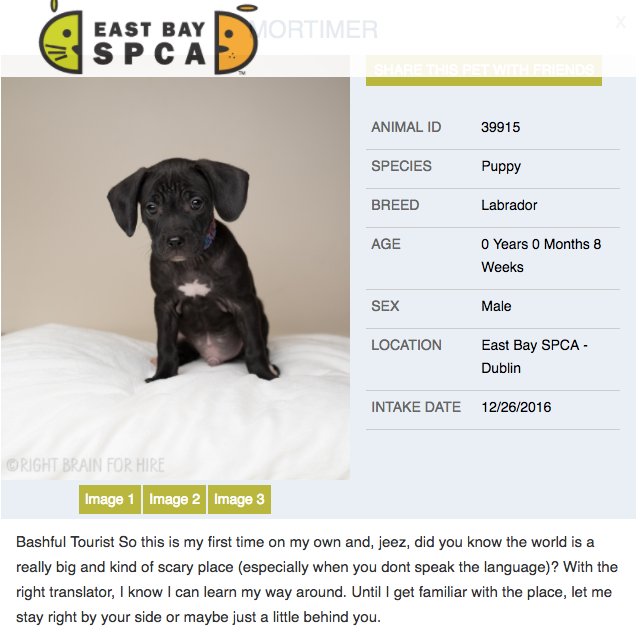 EAST BAY
SPCA
TM
MORTIMER
X
SHARE THIS PET WITH FRIENDS
ANIMAL ID 39915
SPECIES Puppy
BREED Labrador
AGE 0 Years 0 Months 8
Weeks
SEX Male
LOCATION East Bay SPCA -
Dublin
INTAKE DATE 12/26/2016
©RIGHT BRAIN FOR HIRE
Image 1 Image 2 Image 3
Bashful Tourist So this is my first time on my own and, jeez, did you know the world is a
really big and kind of scary place (especially when you dont speak the language)? With the
right translator, I know I can learn my way around. Until I get familiar with the place, let me
stay right by your side or maybe just a little behind you.